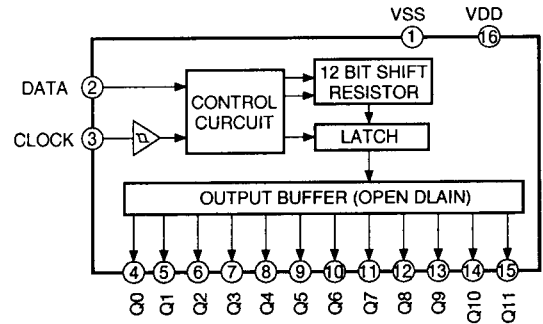 VSS
VDD
1
16
DATA
2
CLOCK
3
CONTROL
CURCUIT
12 BIT SHIFT
RESISTOR
LATCH
OUTPUT BUFFER (OPEN DLAIN)
4 5 6 7 8 9 10 11 12 13 14 15
Q0 Q1 Q2 Q3 Q4 Q5 Q6 Q7 Q8 Q9 Q10 Q11